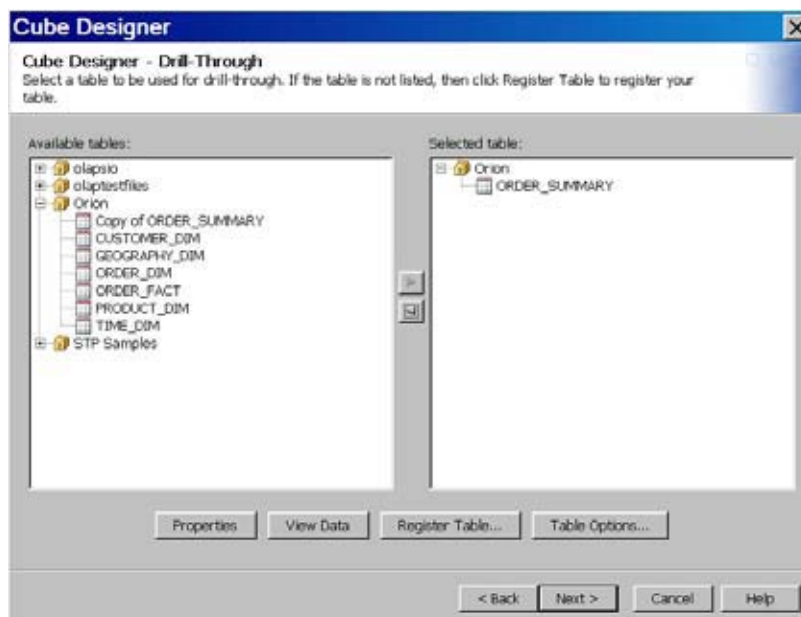 Cube Designer
Cube Designer - Drill-Through
Select a table to be used for drill-through. If the table is not listed, then click Register Table to register your
table.
Available tables:
olapsio
olaptestfiles
Orion
Copy of ORDER_SUMMARY
CUSTOMER_DIM
GEOGRAPHY_DIM
ORDER_DIM
ORDER_FACT
PRODUCT_DIM
TIME_DIM
STP Samples
Selected table:
Orion
ORDER_SUMMARY
Properties
View Data
Register Table...
Table Options...
< Back
Next >
Cancel
Help